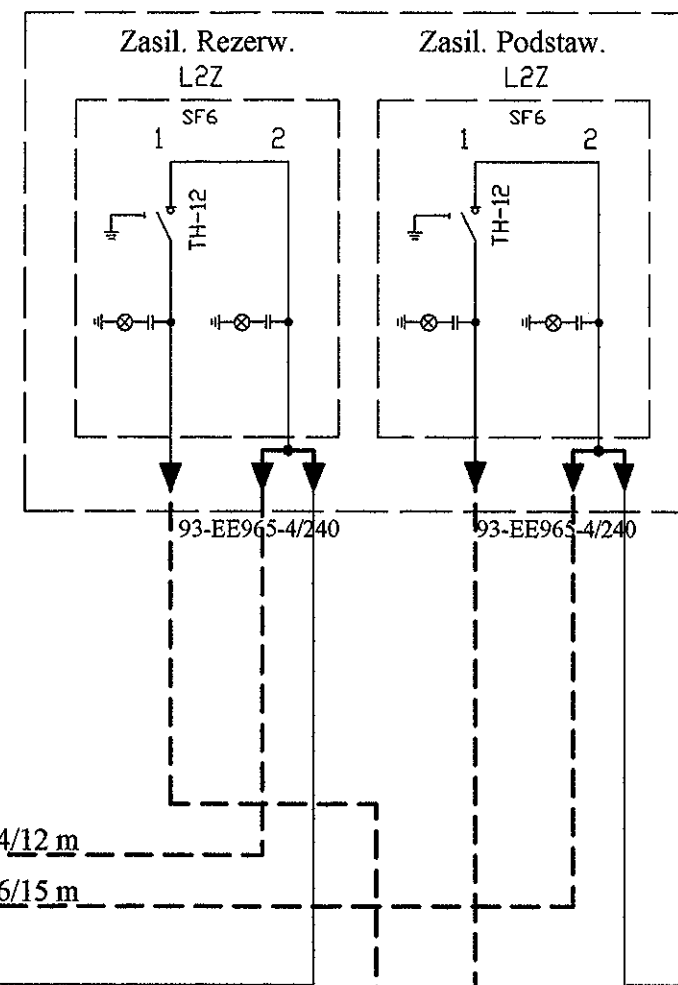 Zasil. Rezerw. Zasil. Podstaw.
L2Z L2Z
SF6 SF6
1 2 1 2
TH-12 TH-12
93-EE965-4/240 93-EE965-4/240
4/12 m
6/15 m